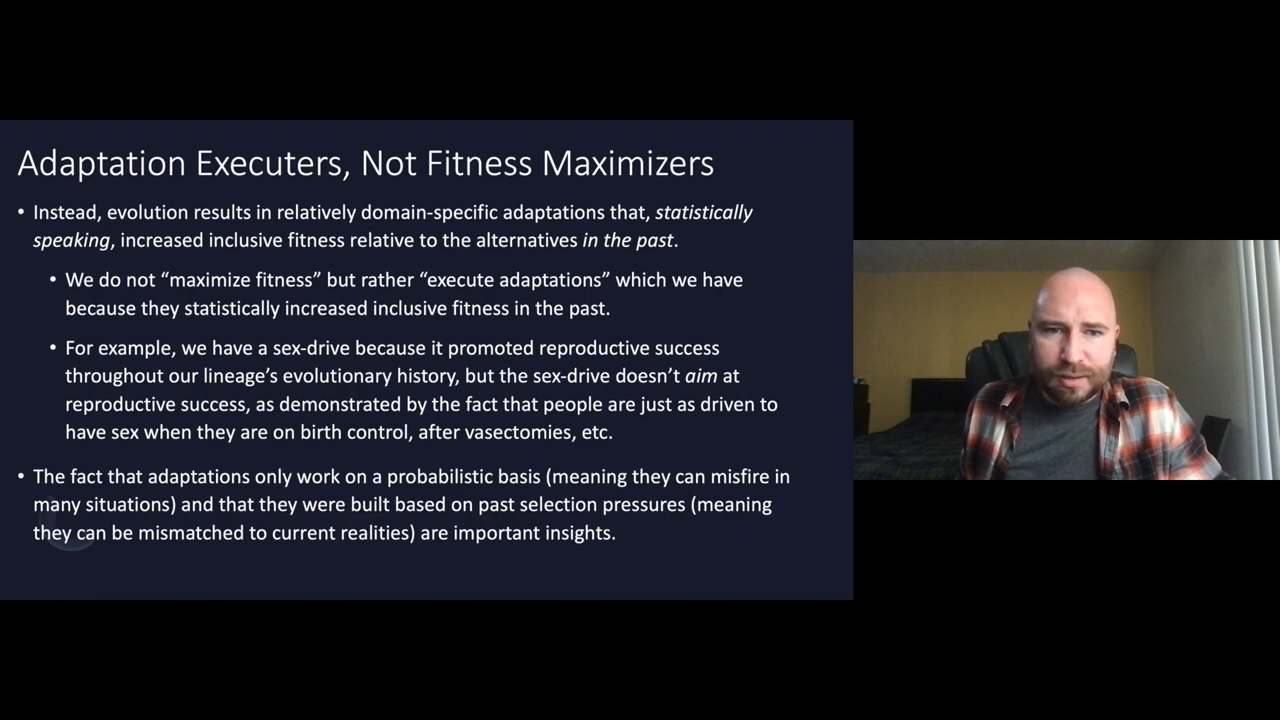 Adaptation Executers, Not Fitness Maximizers
• Instead, evolution results in relatively domain-specific adaptations that, statistically
speaking, increased inclusive fitness relative to the alternatives in the past.
• We do not “maximize fitness” but rather “execute adaptations” which we have
because they statistically increased inclusive fitness in the past.
• For example, we have a sex-drive because it promoted reproductive success
throughout our lineage’s evolutionary history, but the sex-drive doesn’t aim at
reproductive success, as demonstrated by the fact that people are just as driven to
have sex when they are on birth control, after vasectomies, etc.
• The fact that adaptations only work on a probabilistic basis (meaning they can misfire in
many situations) and that they were built based on past selection pressures (meaning
they can be mismatched to current realities) are important insights.